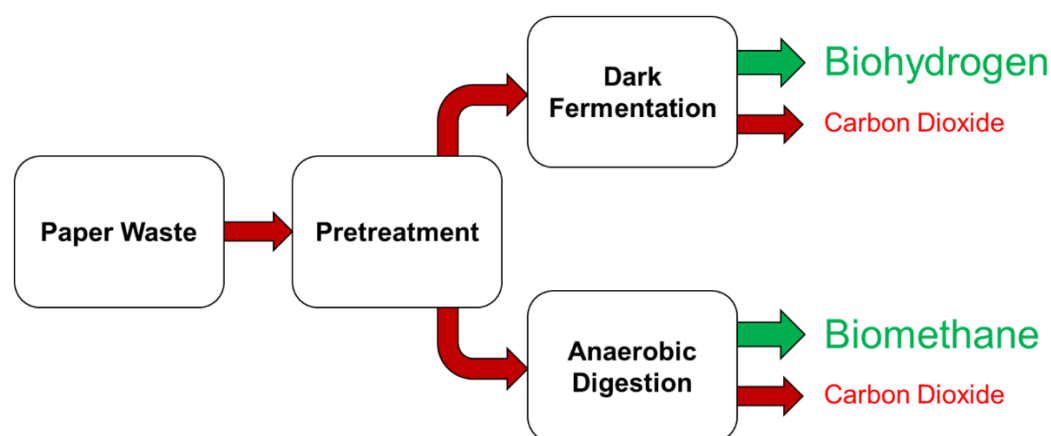 Paper Waste
Pretreatment
Dark
Fermentation
Biohydrogen
Carbon Dioxide
Anaerobic
Digestion
Biomethane
Carbon Dioxide